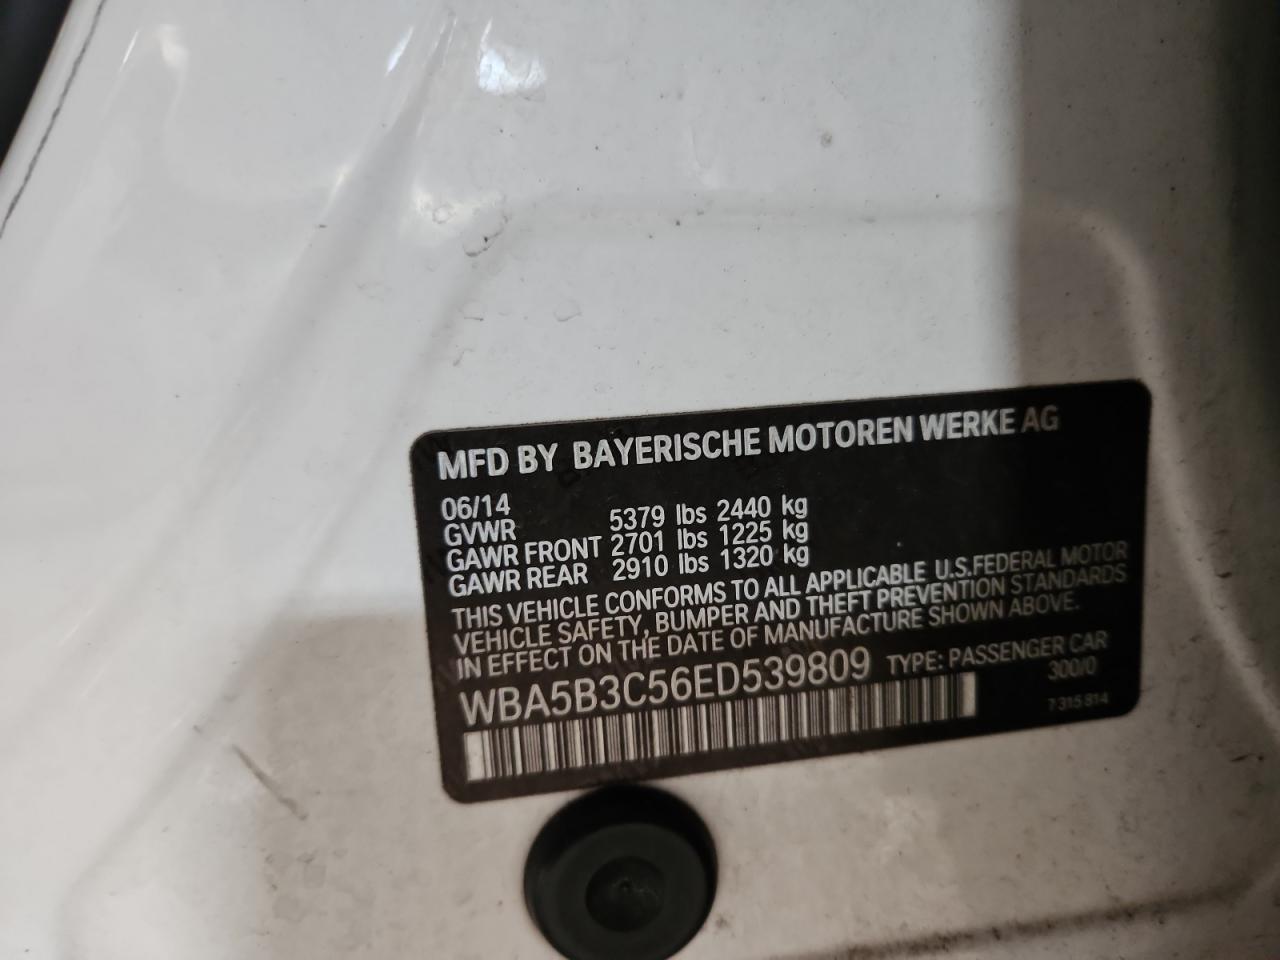 MFD BY BAYERISCHE MOTOREN WERKE AG
06/14
GVWR 5379 lbs 2440 kg
GAWR FRONT 2701 lbs 1225 kg
GAWR REAR 2910 lbs 1320 kg
THIS VEHICLE CONFORMS TO ALL APPLICABLE U.S.FEDERAL MOTOR
VEHICLE SAFETY, BUMPER AND THEFT PREVENTION STANDARDS
IN EFFECT ON THE DATE OF MANUFACTURE SHOWN ABOVE.
WBA5B3C56ED539809 TYPE: PASSENGER CAR
300/0
7 315 814